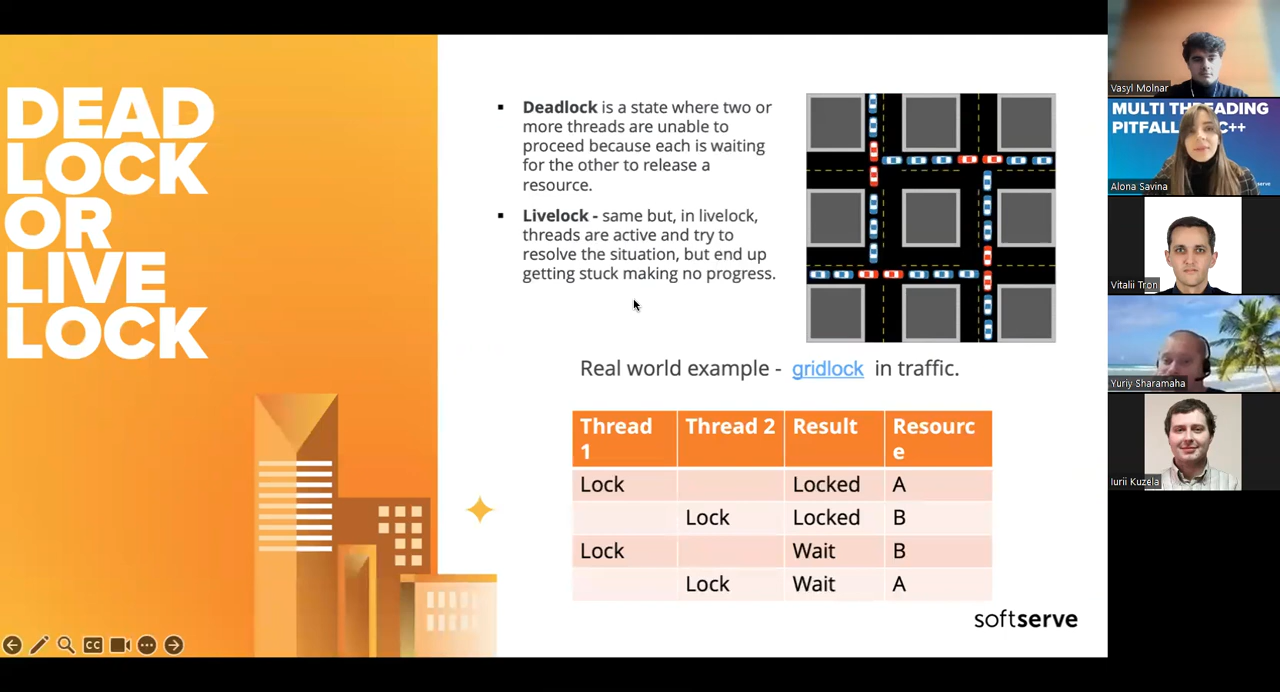 DEAD
LOCK
OR
LIVE
LOCK
▪ Deadlock is a state where two or
more threads are unable to
proceed because each is waiting
for the other to release a
resource.
▪ Livelock - same but, in livelock,
threads are active and try to
resolve the situation, but end up
getting stuck making no progress.
Real world example - gridlock in traffic.
Thread 1 Thread 2 Result Resourc
e
Lock Locked A
Lock Locked B
Lock Wait B
Lock Wait A
softserve
CC
Vasyl Molnar
MULTI THREADING
PITFALL C++
Alona Savina
Vitalii Tron
Yuriy Sharamaha
Iurii Kuzela